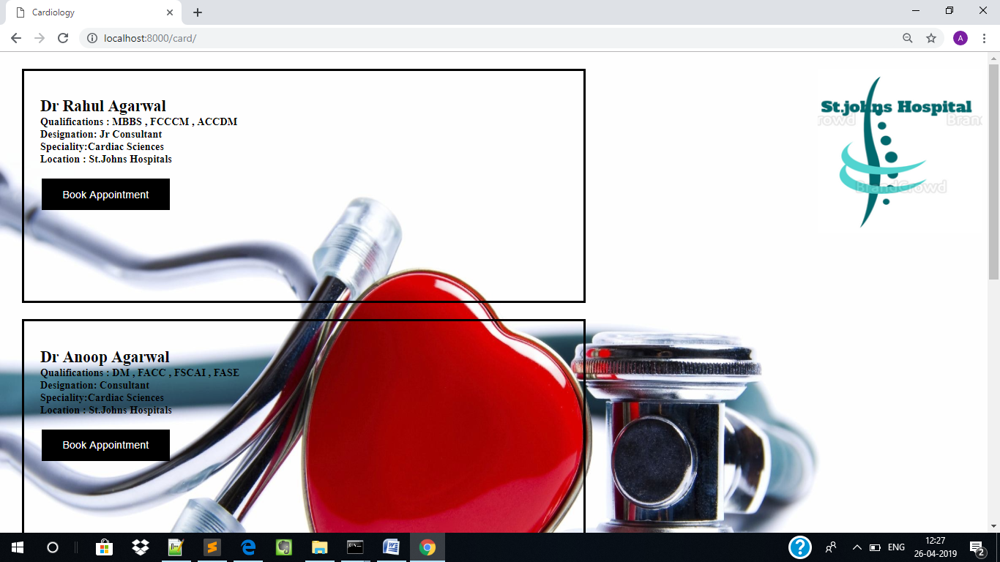 Cardiology
localhost:8000/card/
A
Dr Rahul Agarwal
Qualifications : MBBS , FCCCM , ACCDM
Designation: Jr Consultant
Speciality:Cardiac Sciences
Location : St.Johns Hospitals
Book Appointment
St.johns Hospital
rowd Bran
BrandCrowd
Dr Anoop Agarwal
Qualifications : DM , FACC , FSCAI , FASE
Designation: Consultant
Speciality:Cardiac Sciences
Location : St.Johns Hospitals
Book Appointment
ENG
12:27
26-04-2019
2